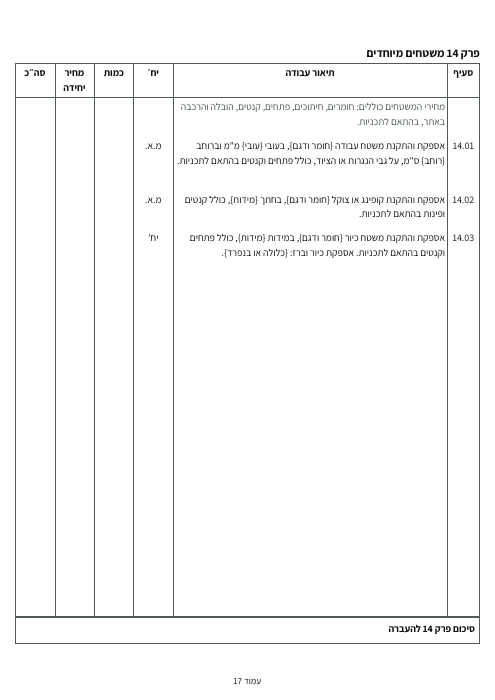 פרק 14 משטחים מיוחדים
סעיף תיאור עבודה יח׳ כמות מחיר יחידה סה״כ
מחירי המשטחים כוללים: חומרים, חיתוכים, פתחים, קנטים, הובלה והרכבה
באתר, בהתאם לתכניות.
14.01 אספקת והתקנת משטח עבודה {חומר ודגם}, בעובי {עובי} מ"מ וברוחב מ.א.
{רוחב} ס"מ, על גבי הנגרות או הציוד, כולל פתחים וקנטים בהתאם לתכניות.
14.02 אספקת והתקנת קופינג או צוקל {חומר ודגם}, בחתך {מידות}, כולל קנטים מ.א.
ופינות בהתאם לתכניות.
14.03 אספקת והתקנת משטח כיור {חומר ודגם}, במידות {מידות}, כולל פתחים יח'
וקנטים בהתאם לתכניות. אספקת כיור וברז: {כלולה או בנפרד}.
סיכום פרק 14 להעברה
עמוד 17